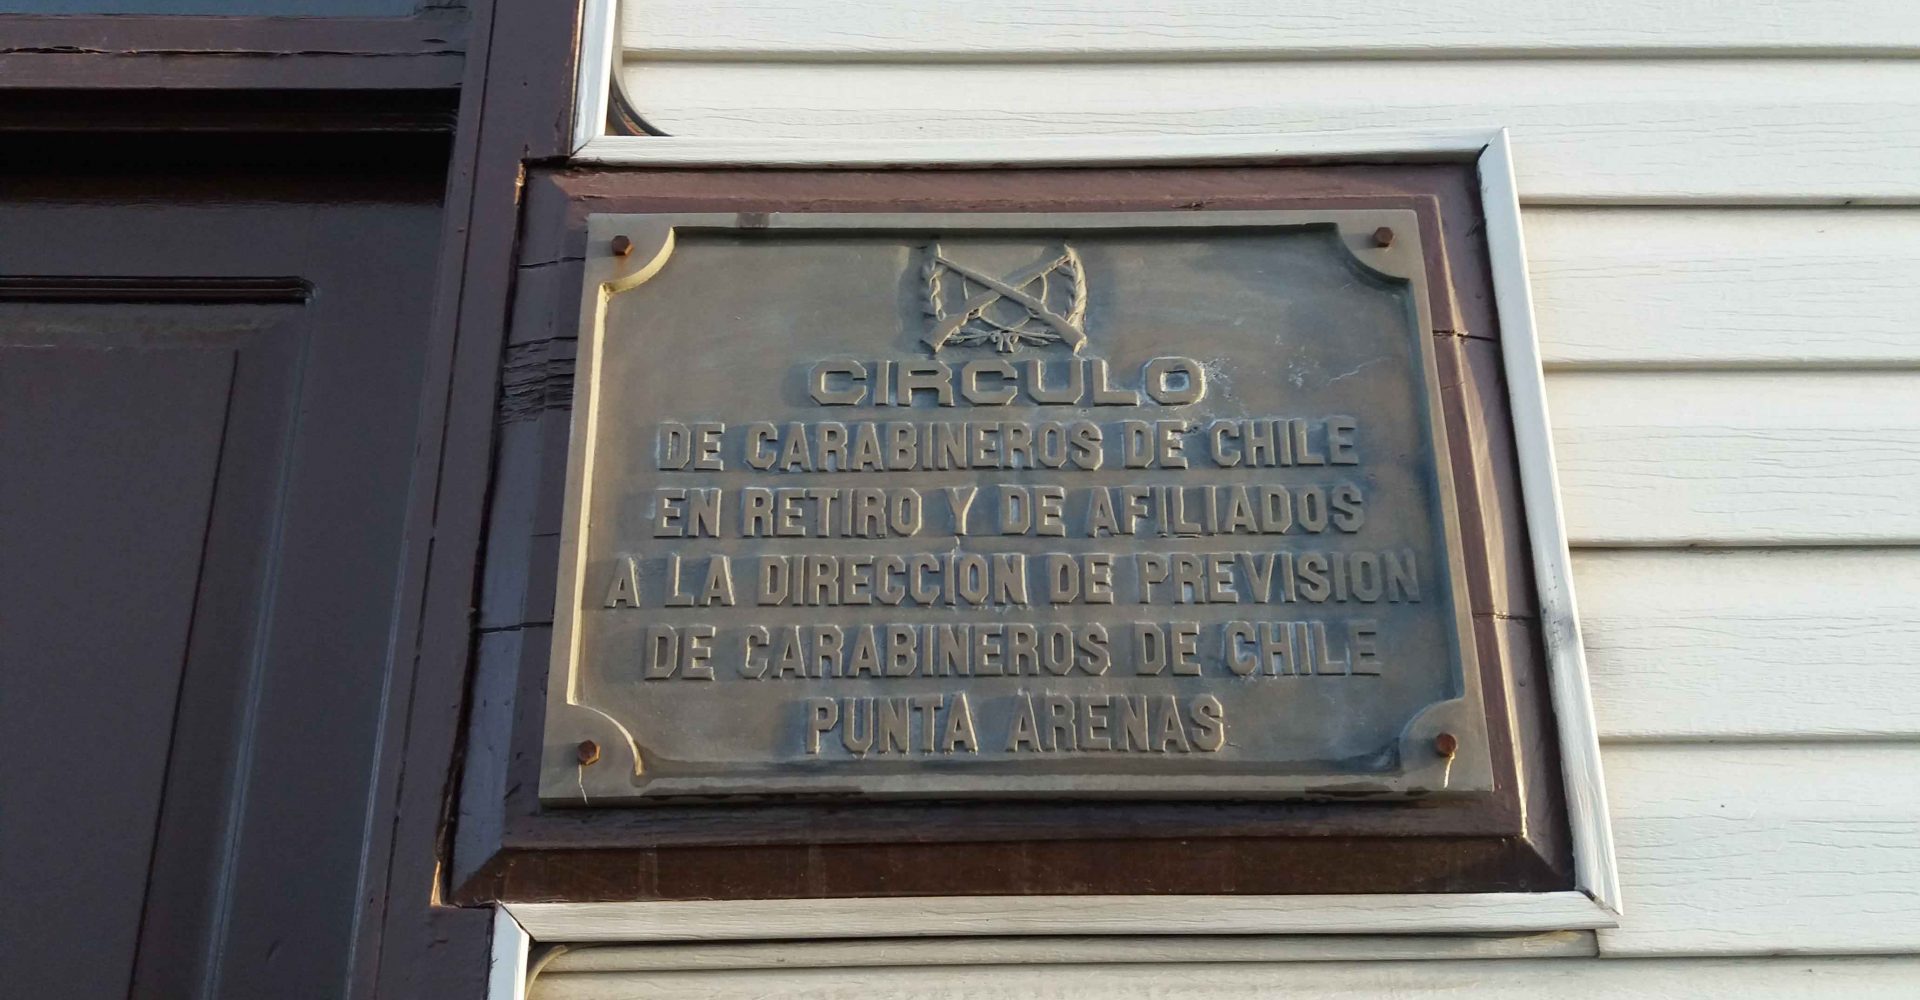 CIRCULO
DE CARABINEROS DE CHILE
EN RETIRO Y DE AFILIADOS
A LA DIRECCION DE PREVISION
DE CARABINEROS DE CHILE
PUNTA ARENAS